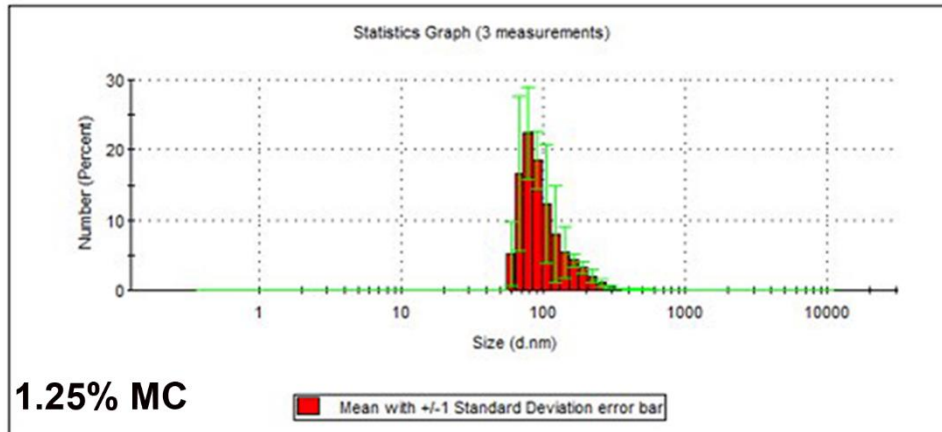 Statistics Graph (3 measurements)
30
20
10
0
Number (Percent)
1 10 100 1000 10000
Size (d.nm)
1.25% MC
Mean with +/-1 Standard Deviation error bar